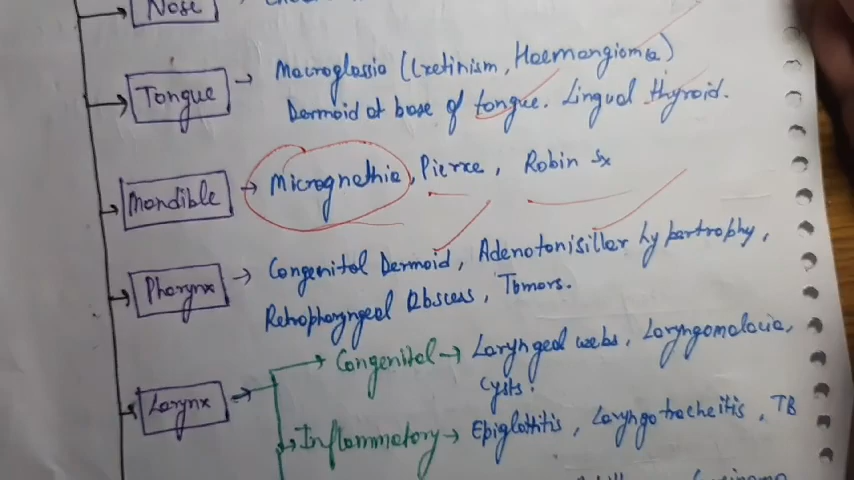 Nose
Tongue → Macroglossia (Cretinism, Haemangioma)
Dermoid at base of tongue. Lingual thyroid.
Mandible → Micrognathia, Pierre, Robin Sx
Pharynx → Congenital Dermoid, Adenotonisillar hypertrophy,
Retropharyngeal Abscess, Tumors.
Larynx → Congenital → Laryngeal webs, Laryngomalacia,
Cysts.
Inflammatory → Epiglottitis, Laryngotracheitis, TB